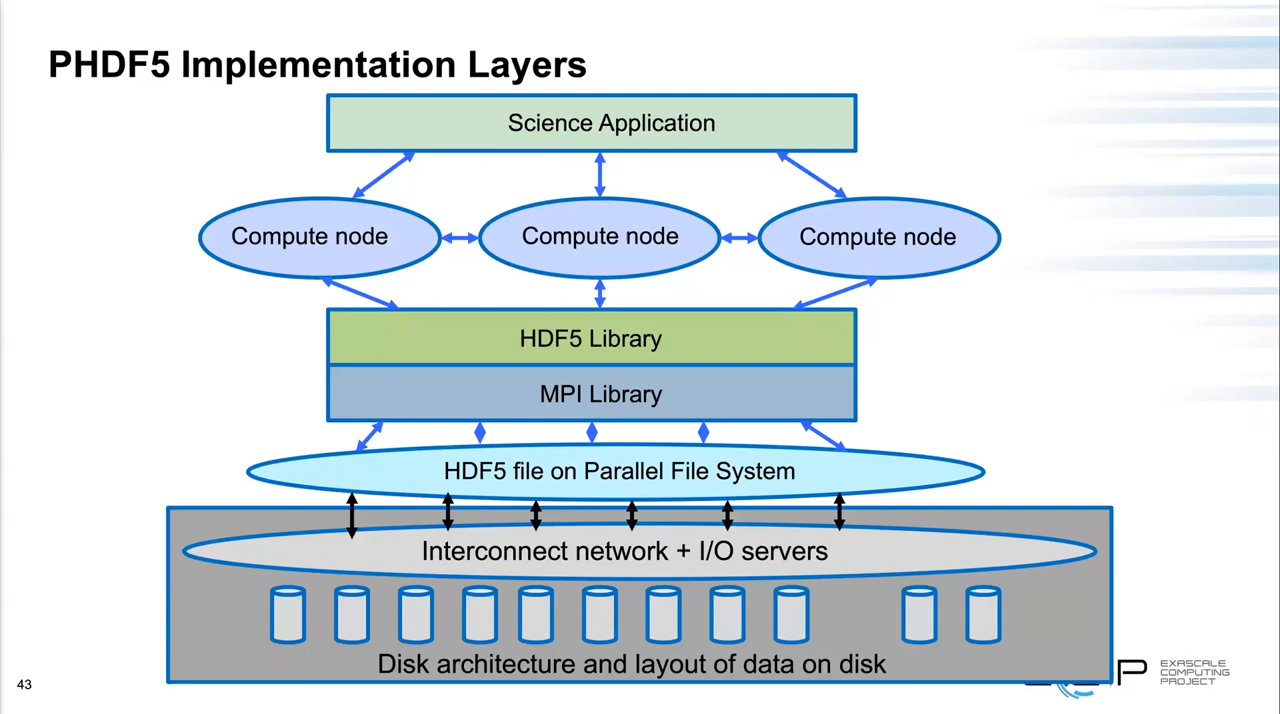 PHDF5 Implementation Layers
Science Application
Compute node
Compute node
Compute node
HDF5 Library
MPI Library
HDF5 file on Parallel File System
Interconnect network + I/O servers
Disk architecture and layout of data on disk
43
P
EXASCALE
COMPUTING
PROJECT